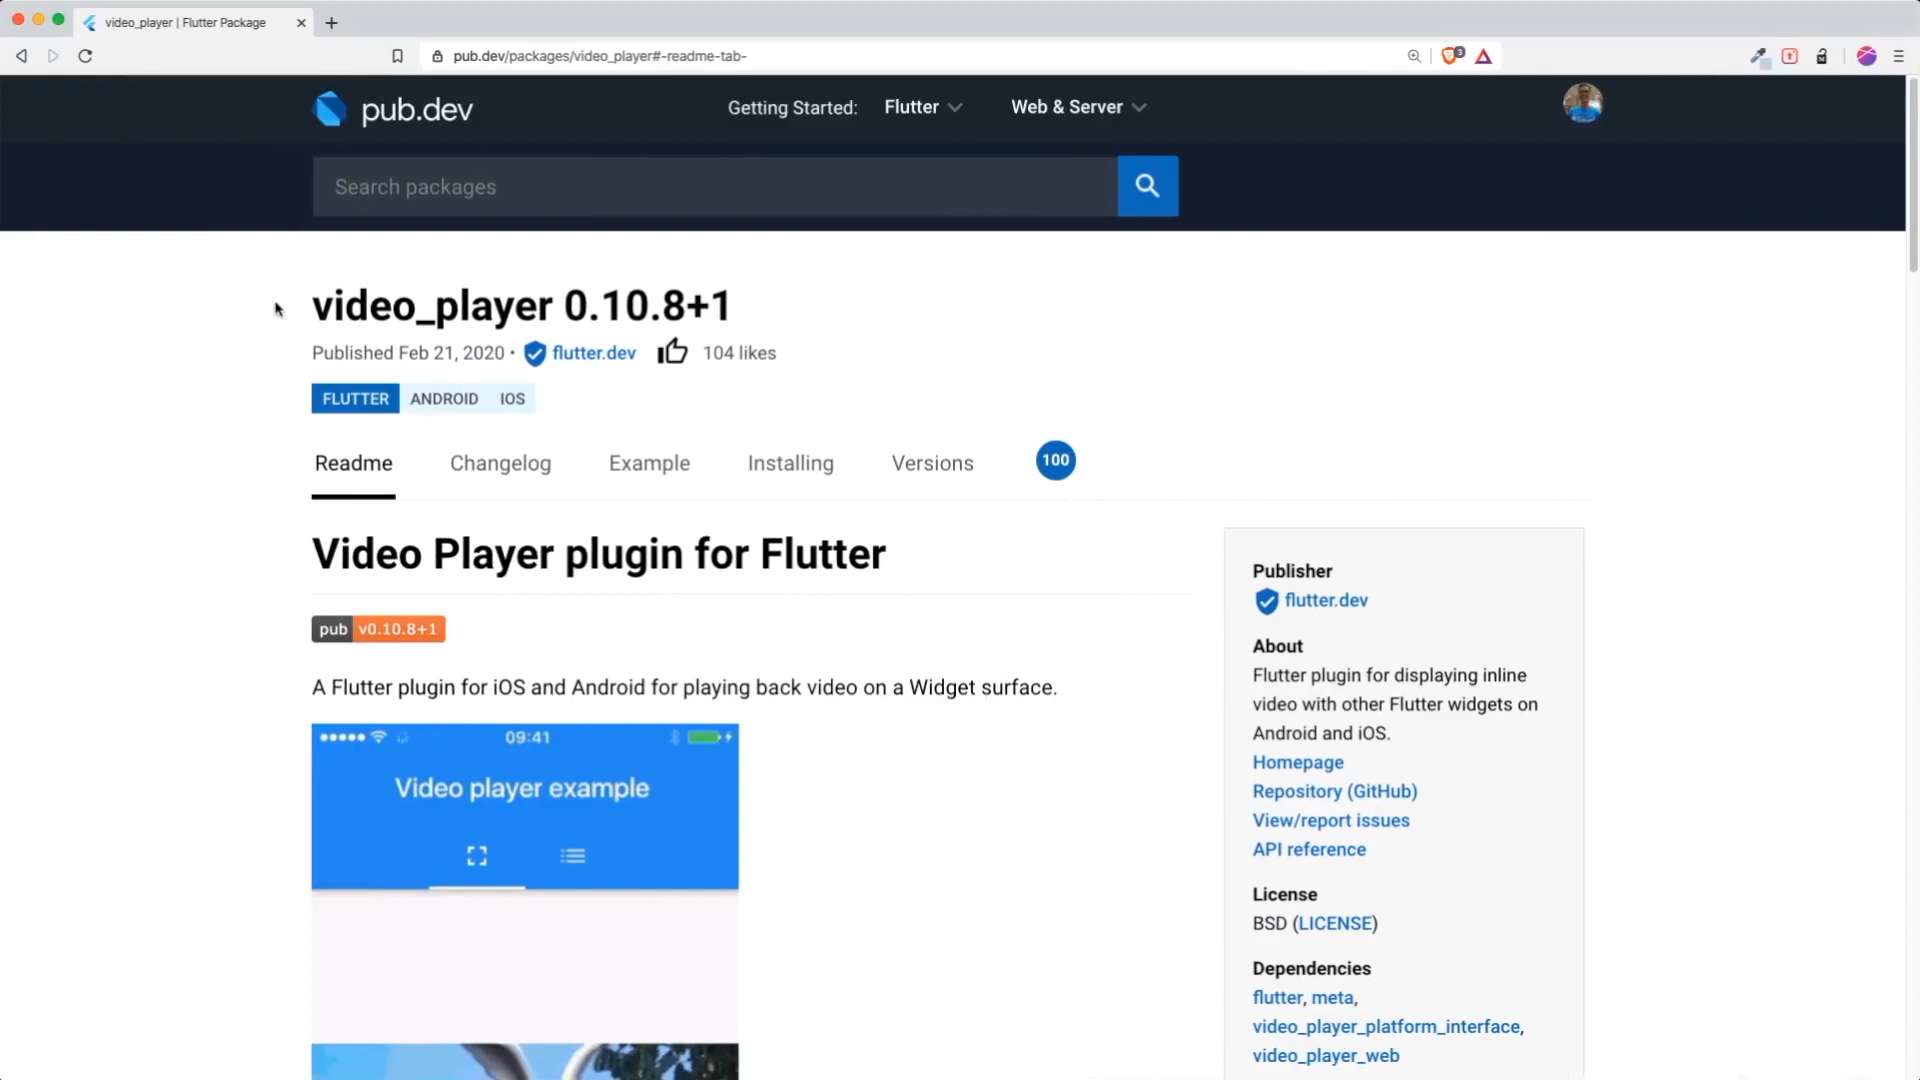 video_player | Flutter Package
pub.dev/packages/video_player#-readme-tab-
3
pub.dev
Getting Started:
Flutter
Web & Server
Search packages
video_player 0.10.8+1
Published Feb 21, 2020 • flutter.dev 104 likes
FLUTTER ANDROID IOS
Readme
Changelog
Example
Installing
Versions
100
Video Player plugin for Flutter
pub v0.10.8+1
A Flutter plugin for iOS and Android for playing back video on a Widget surface.
09:41
Video player example
Publisher
flutter.dev
About
Flutter plugin for displaying inline
video with other Flutter widgets on
Android and iOS.
Homepage
Repository (GitHub)
View/report issues
API reference
License
BSD (LICENSE)
Dependencies
flutter, meta,
video_player_platform_interface,
video_player_web